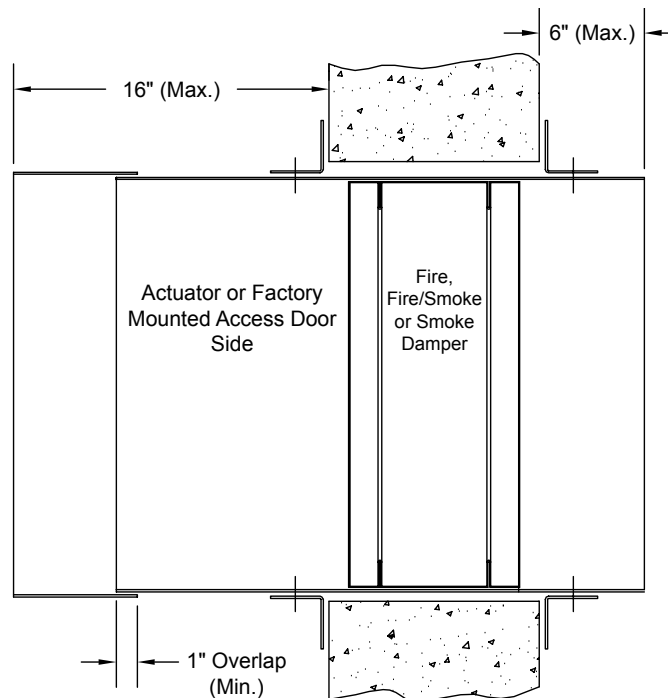 6" (Max.)
16" (Max.)
Actuator or Factory
Mounted Access Door
Side
Fire,
Fire/Smoke
or Smoke
Damper
1" Overlap
(Min.)